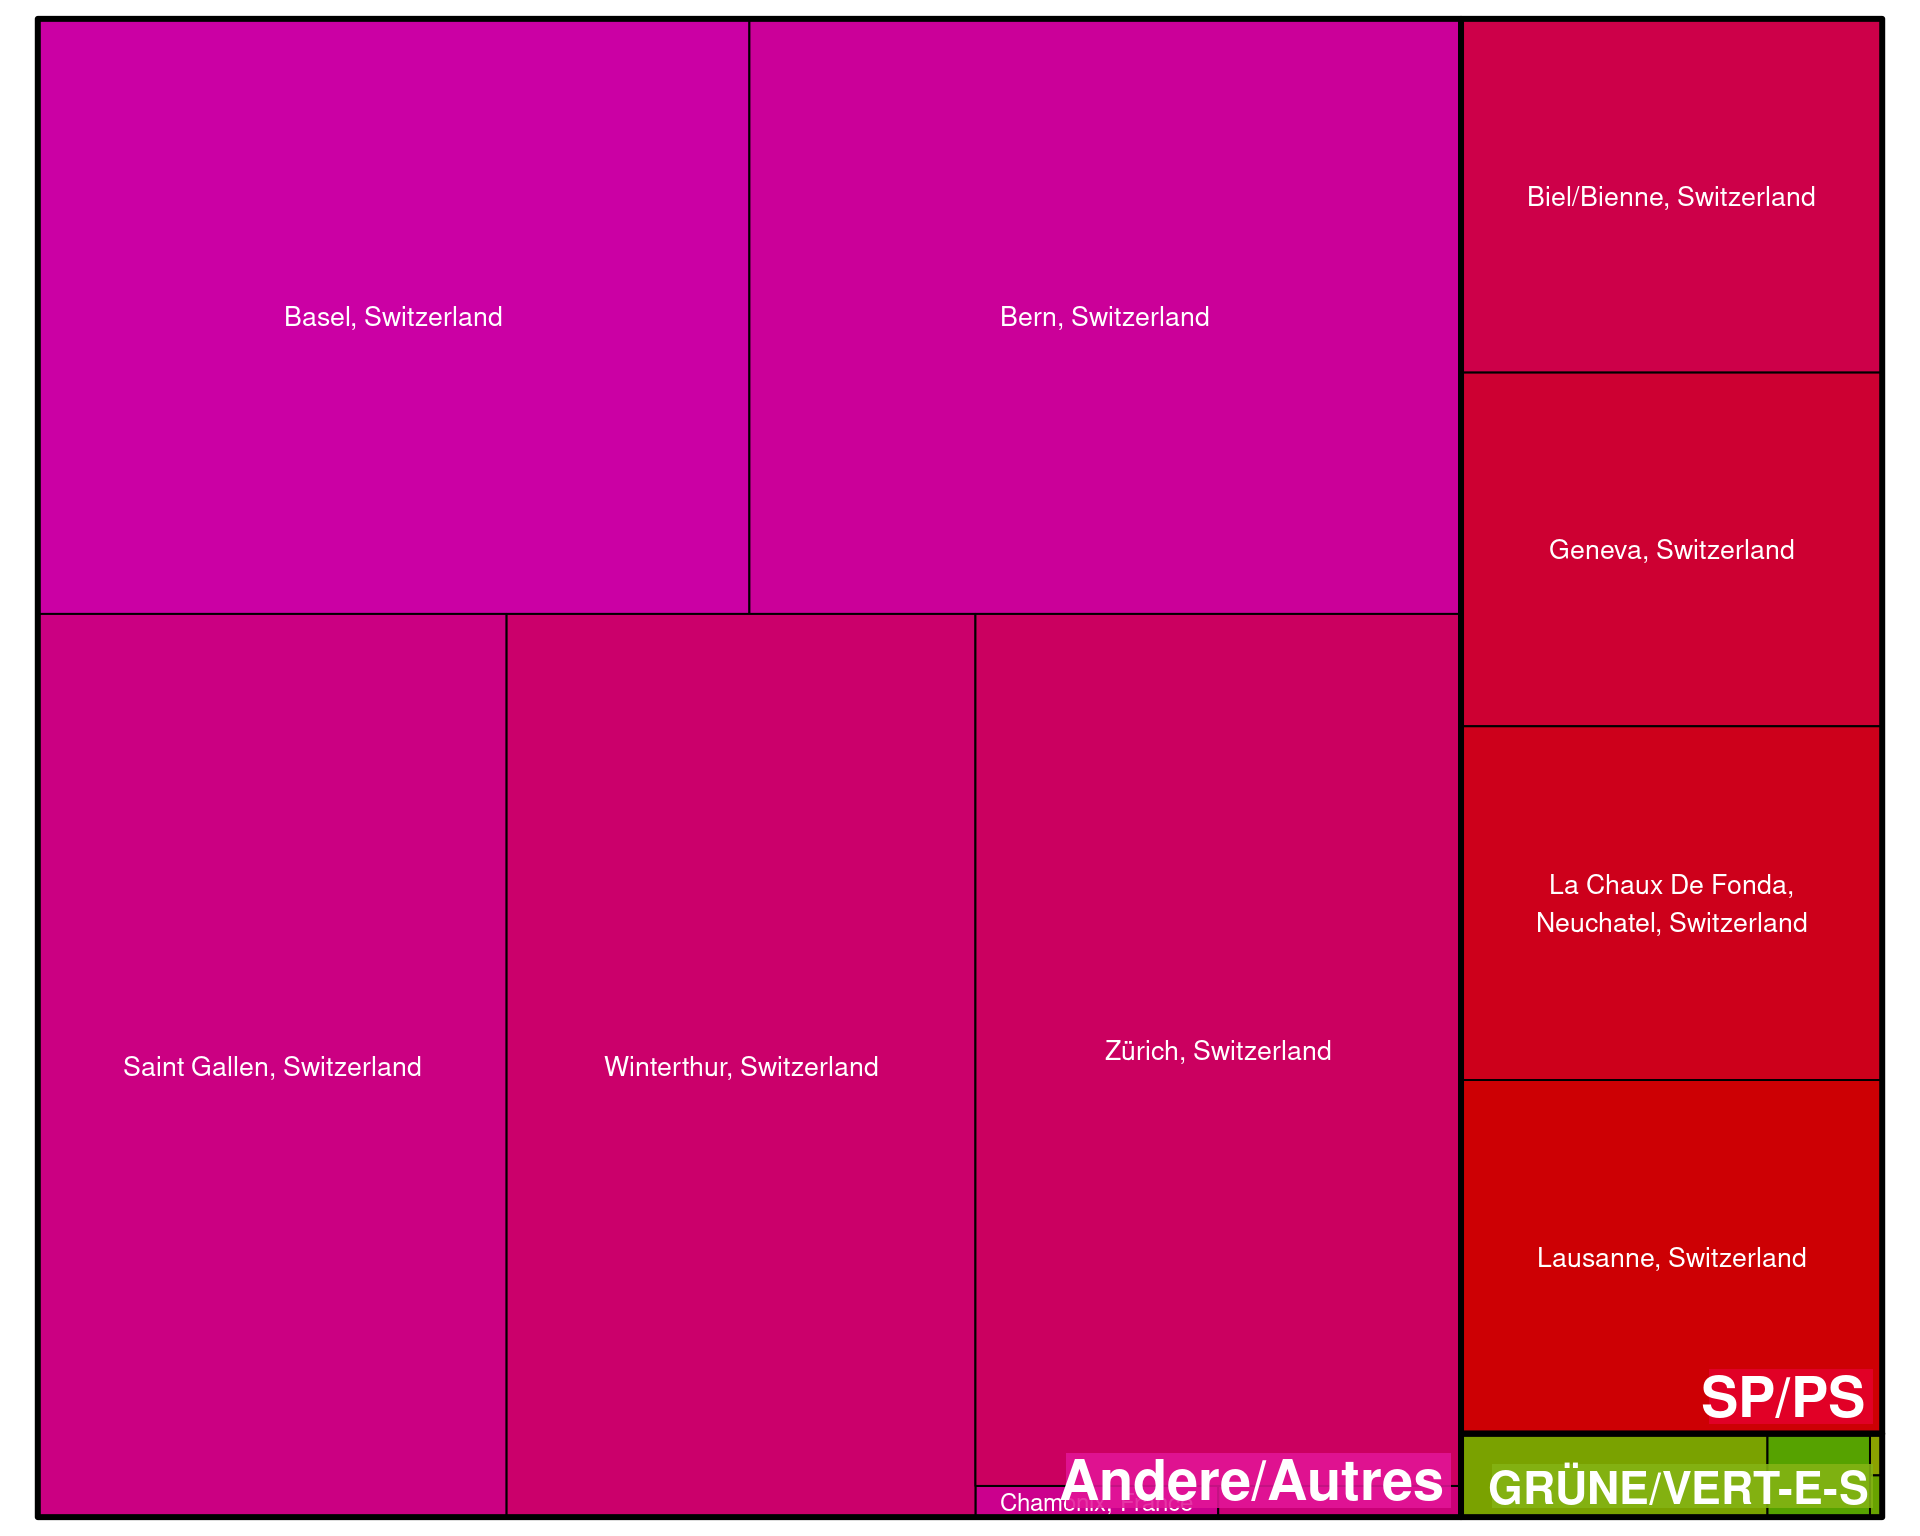 Basel, Switzerland
Bern, Switzerland
Biel/Bienne, Switzerland
Geneva, Switzerland
La Chaux De Fonda,
Neuchatel, Switzerland
Saint Gallen, Switzerland
Winterthur, Switzerland
Zürich, Switzerland
Lausanne, Switzerland
SP/PS
Andere/Autres
Chamonix, France
GRÜNE/VERT-E-S